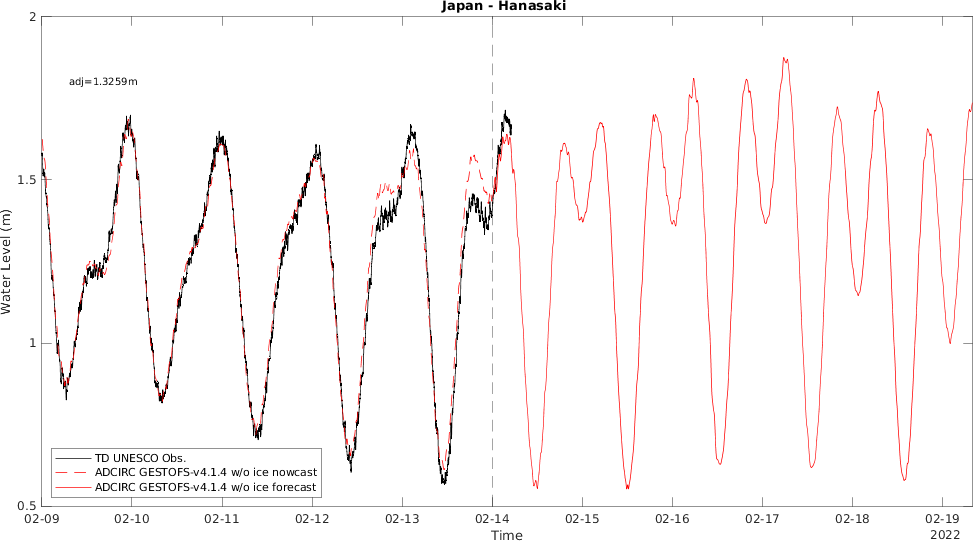 Japan - Hanasaki
2
adj=1.3259m
1.5
Water Level (m)
1
TD UNESCO Obs.
ADCIRC GESTOFS-v4.1.4 w/o ice nowcast
ADCIRC GESTOFS-v4.1.4 w/o ice forecast
0.5
02-09 02-10 02-11 02-12 02-13 02-14 02-15 02-16 02-17 02-18 02-19
Time 2022